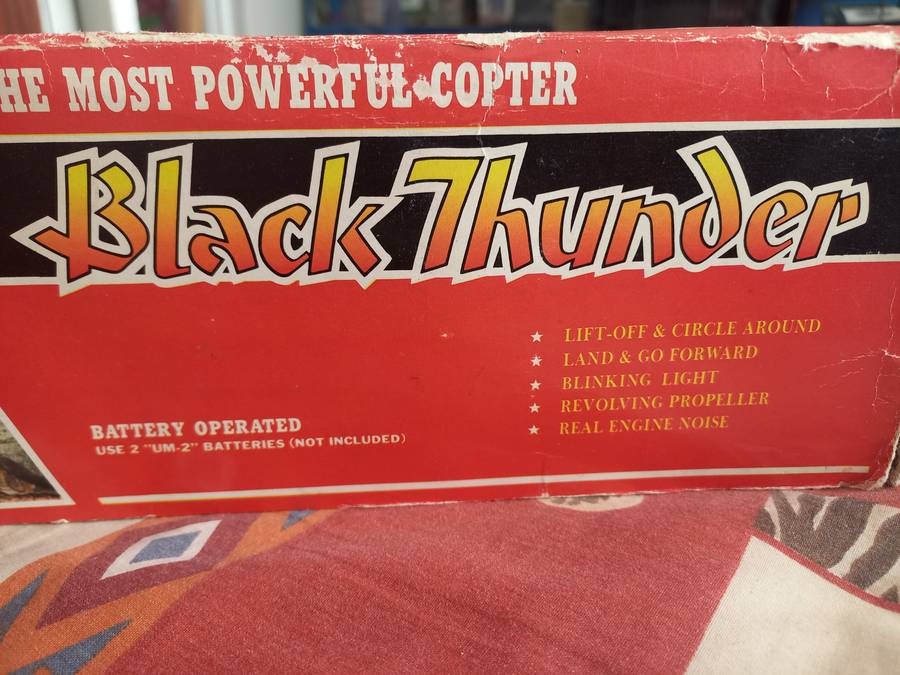 HE MOST POWERFUL COPTER
Black Thunder
★ LIFT-OFF & CIRCLE AROUND
★ LAND & GO FORWARD
★ BLINKING LIGHT
★ REVOLVING PROPELLER
★ REAL ENGINE NOISE
BATTERY OPERATED
USE 2 "UM-2" BATTERIES (NOT INCLUDED)